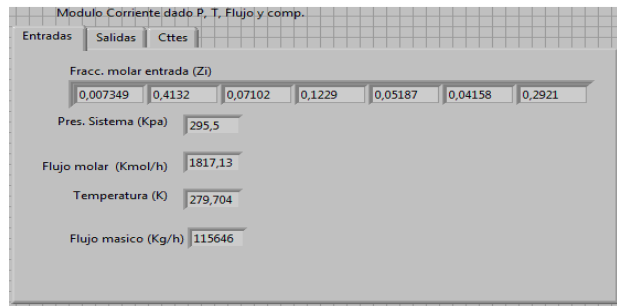 Modulo Corriente dado P, T, Flujo y comp.
Entradas Salidas Cttes
Fracc. molar entrada (Zi)
0,007349 0,4132 0,07102 0,1229 0,05187 0,04158 0,2921
Pres. Sistema (Kpa) 295,5
Flujo molar (Kmol/h) 1817,13
Temperatura (K) 279,704
Flujo masico (Kg/h) 115646